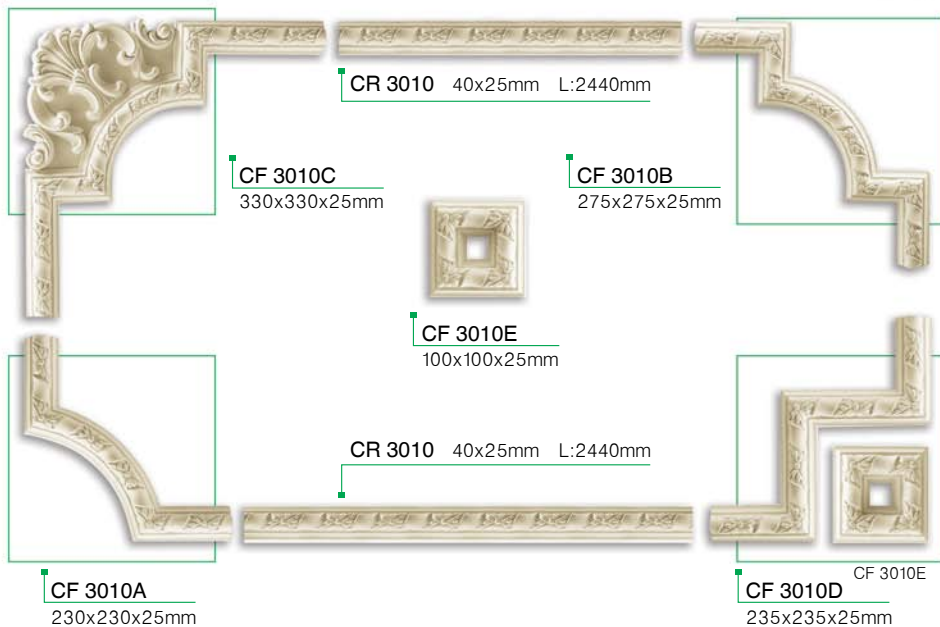 CR 3010 40x25mm L:2440mm
CF 3010C
330x330x25mm
CF 3010B
275x275x25mm
CF 3010E
100x100x25mm
CR 3010 40x25mm L:2440mm
CF 3010E
CF 3010A
230x230x25mm
CF 3010D
235x235x25mm